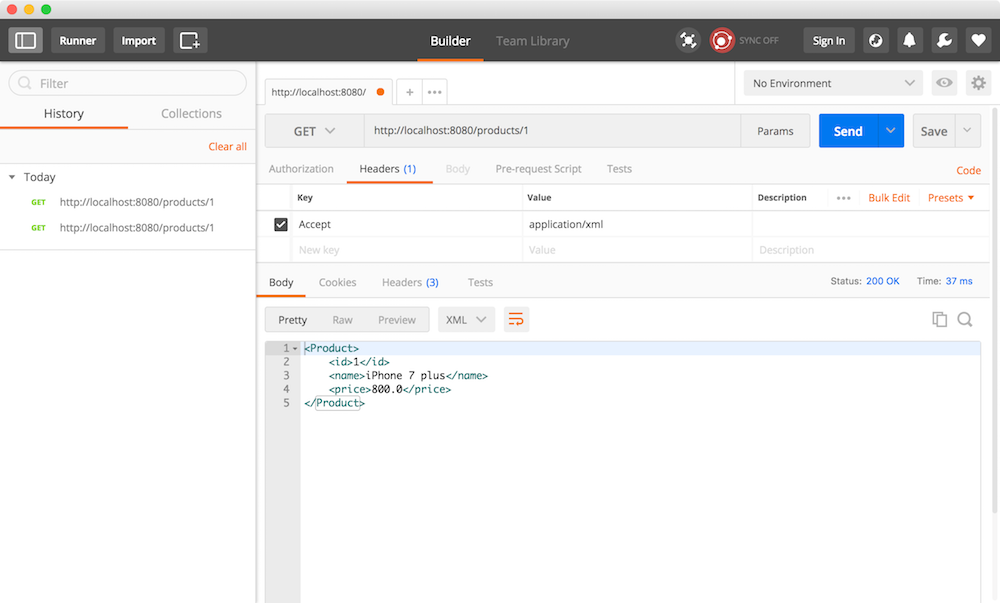 Runner Import Builder Team Library SYNC OFF Sign In
Filter
History Collections
Clear all
Today
GET http://localhost:8080/products/1
GET http://localhost:8080/products/1
http://localhost:8080/ + ••• No Environment
GET http://localhost:8080/products/1 Params Send Save
Authorization Headers (1) Body Pre-request Script Tests Code
Key Value Description ••• Bulk Edit Presets
Accept application/xml
New key Value Description
Body Cookies Headers (3) Tests Status: 200 OK Time: 37 ms
Pretty Raw Preview XML
1 <Product>
2 <id>1</id>
3 <name>iPhone 7 plus</name>
4 <price>800.0</price>
5 </Product>